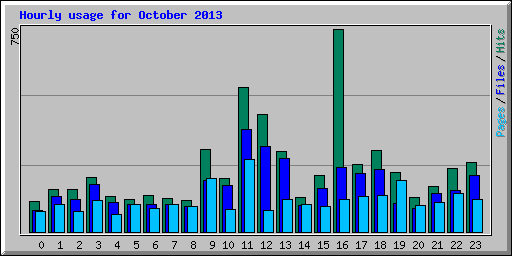 Hourly usage for October 2013
750
Pages / Files / Hits
0 1 2 3 4 5 6 7 8 9 10 11 12 13 14 15 16 17 18 19 20 21 22 23